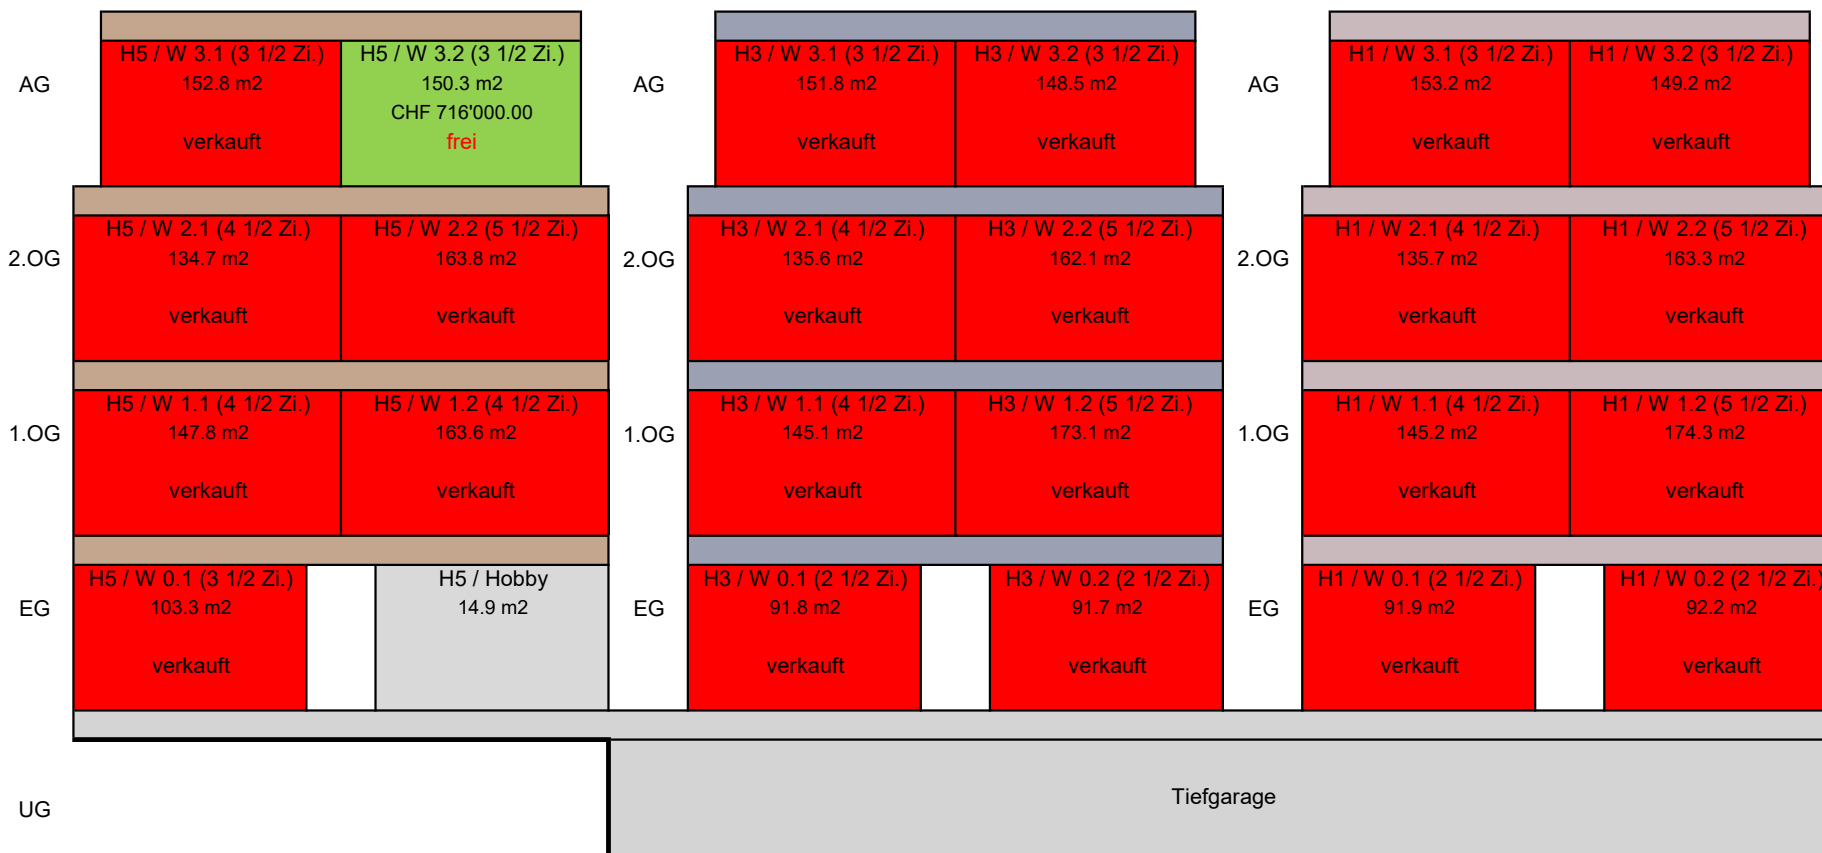 AG
H5 / W 3.1 (3 1/2 Zi.)
152.8 m2
verkauft
H5 / W 3.2 (3 1/2 Zi.)
150.3 m2
CHF 716'000.00
frei
AG
H3 / W 3.1 (3 1/2 Zi.)
151.8 m2
verkauft
H3 / W 3.2 (3 1/2 Zi.)
148.5 m2
verkauft
AG
H1 / W 3.1 (3 1/2 Zi.)
153.2 m2
verkauft
H1 / W 3.2 (3 1/2 Zi.)
149.2 m2
verkauft
2.OG
H5 / W 2.1 (4 1/2 Zi.)
134.7 m2
verkauft
H5 / W 2.2 (5 1/2 Zi.)
163.8 m2
verkauft
2.OG
H3 / W 2.1 (4 1/2 Zi.)
135.6 m2
verkauft
H3 / W 2.2 (5 1/2 Zi.)
162.1 m2
verkauft
2.OG
H1 / W 2.1 (4 1/2 Zi.)
135.7 m2
verkauft
H1 / W 2.2 (5 1/2 Zi.)
163.3 m2
verkauft
1.OG
H5 / W 1.1 (4 1/2 Zi.)
147.8 m2
verkauft
H5 / W 1.2 (4 1/2 Zi.)
163.6 m2
verkauft
1.OG
H3 / W 1.1 (4 1/2 Zi.)
145.1 m2
verkauft
H3 / W 1.2 (5 1/2 Zi.)
173.1 m2
verkauft
1.OG
H1 / W 1.1 (4 1/2 Zi.)
145.2 m2
verkauft
H1 / W 1.2 (5 1/2 Zi.)
174.3 m2
verkauft
EG
H5 / W 0.1 (3 1/2 Zi.)
103.3 m2
verkauft
H5 / Hobby
14.9 m2
EG
H3 / W 0.1 (2 1/2 Zi.)
91.8 m2
verkauft
H3 / W 0.2 (2 1/2 Zi.)
91.7 m2
verkauft
EG
H1 / W 0.1 (2 1/2 Zi.)
91.9 m2
verkauft
H1 / W 0.2 (2 1/2 Zi.)
92.2 m2
verkauft
UG
Tiefgarage